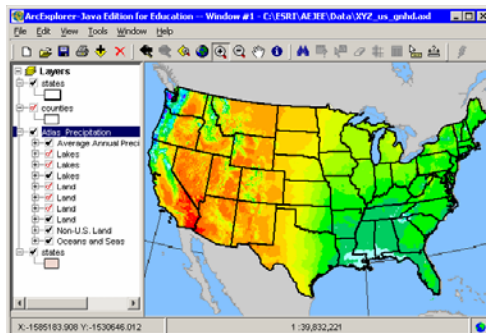 ArcExplorer-Java Edition for Education -- Window #1 - C:\ESRI\AEJEE\Data\XYZ_us_gnhd.axl
File Edit View Tools Window Help
Layers
states
counties
Atlas_Precipitation
Average Annual Preci
Lakes
Lakes
Lakes
Land
Land
Land
Land
Non-U.S. Land
Oceans and Seas
states
X:-1585183.908 Y:-1530646.012
1 :39,832,221